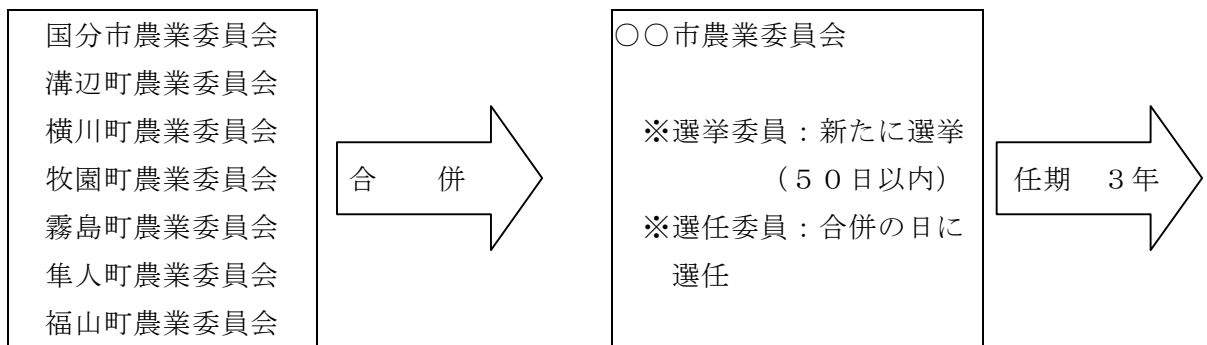 国分市農業委員会
溝辺町農業委員会
横川町農業委員会
牧園町農業委員会
霧島町農業委員会
隼人町農業委員会
福山町農業委員会
合　併
○○市農業委員会
※選挙委員：新たに選挙
（５０日以内）
※選任委員：合併の日に
選任
任期　３年